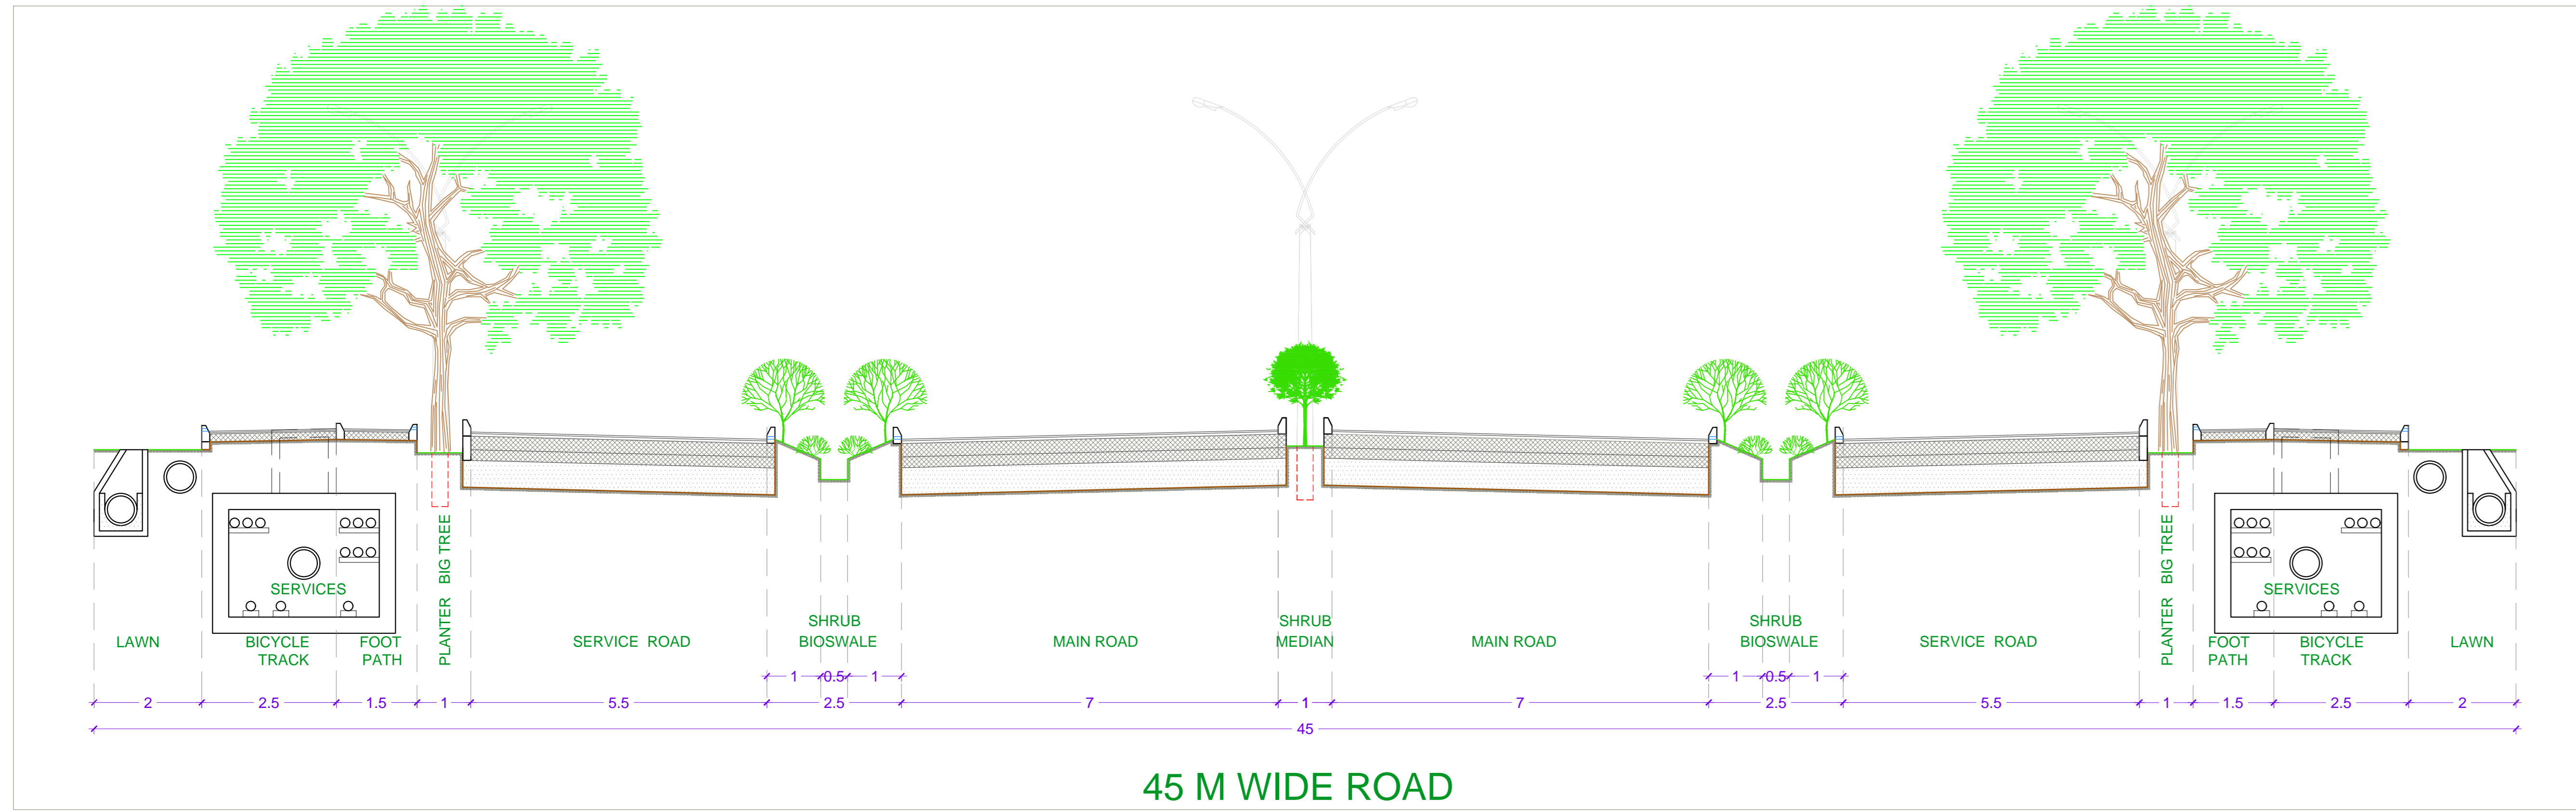 PLANTER BIG TREE
PLANTER BIG TREE
SERVICES
SERVICES
SHRUB
SHRUB
SHRUB
LAWN
BICYCLE
FOOT
SERVICE ROAD
BIOSWALE
MAIN ROAD
MEDIAN
MAIN ROAD
BIOSWALE
SERVICE ROAD
FOOT
BICYCLE
LAWN
TRACK
PATH
PATH
TRACK
1 0.5 1
1 0.5 1
2 2.5 1.5 1 5.5 2.5 7 1 7 2.5 5.5 1 1.5 2.5 2
45
45 M WIDE ROAD